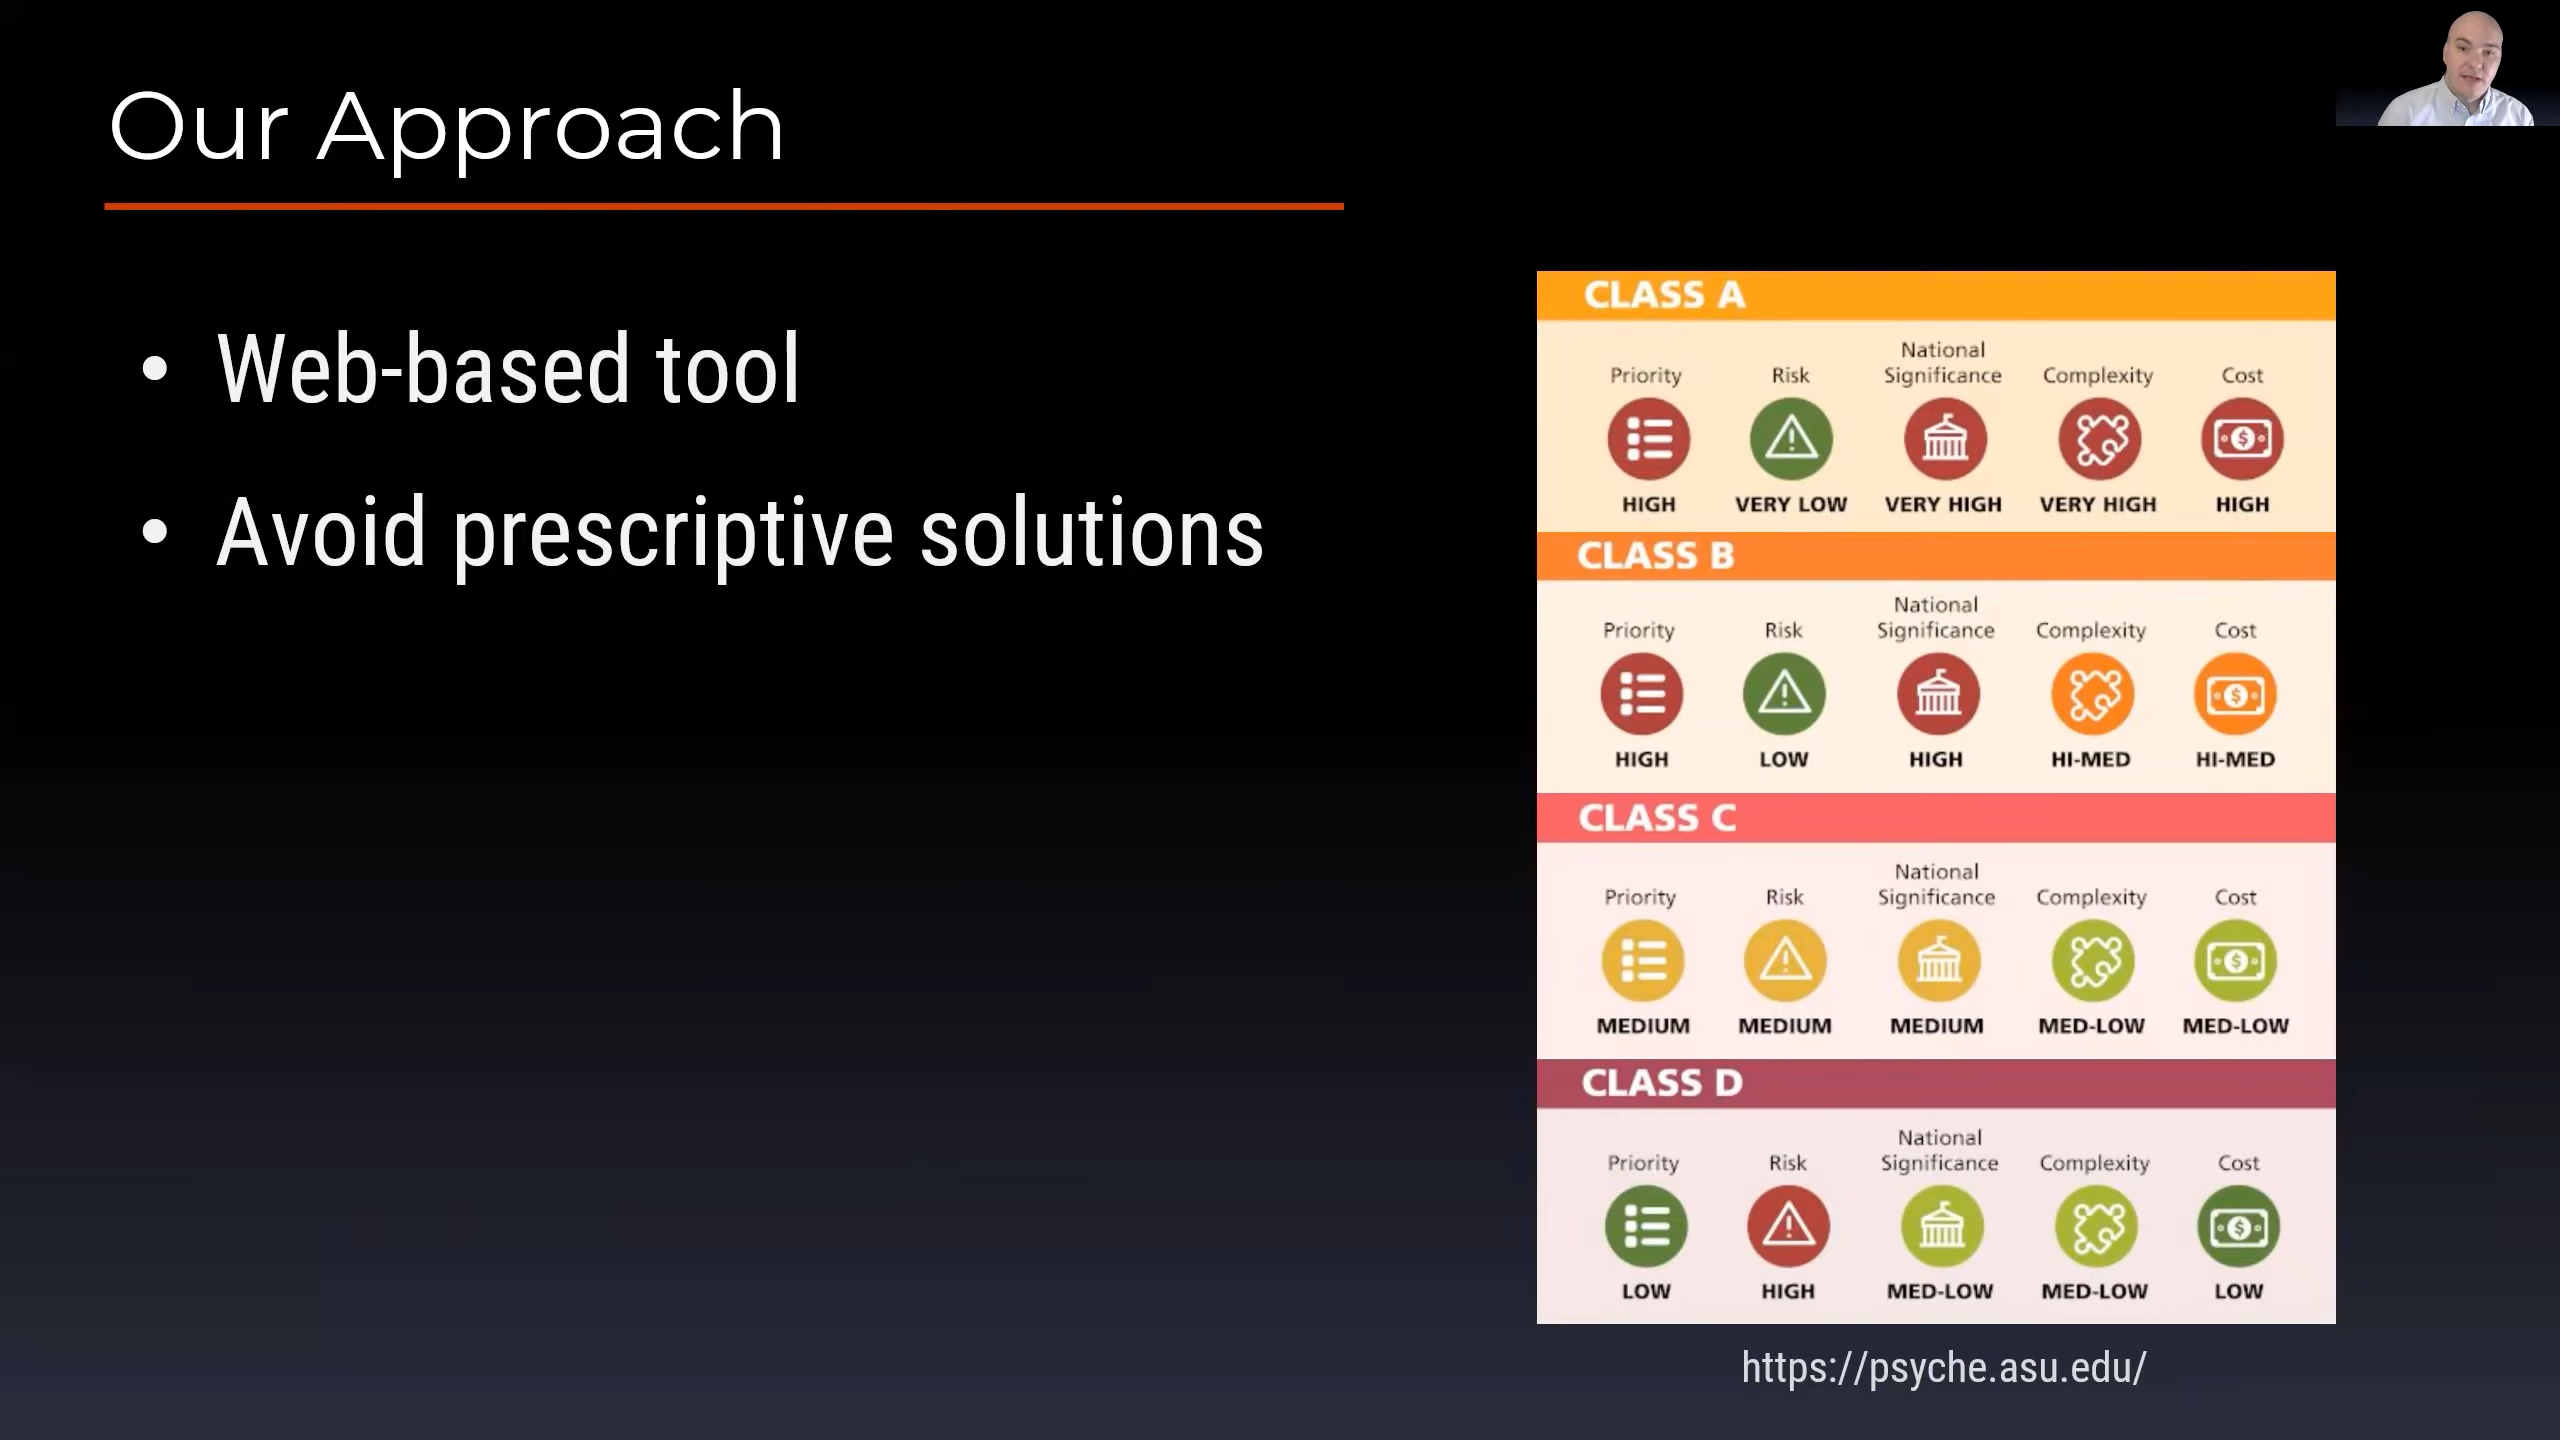 Our Approach
• Web-based tool
• Avoid prescriptive solutions
CLASS A
Priority Risk National Significance Complexity Cost
HIGH VERY LOW VERY HIGH VERY HIGH HIGH
CLASS B
Priority Risk National Significance Complexity Cost
HIGH LOW HIGH HI-MED HI-MED
CLASS C
Priority Risk National Significance Complexity Cost
MEDIUM MEDIUM MEDIUM MED-LOW MED-LOW
CLASS D
Priority Risk National Significance Complexity Cost
LOW HIGH MED-LOW MED-LOW LOW
https://psyche.asu.edu/